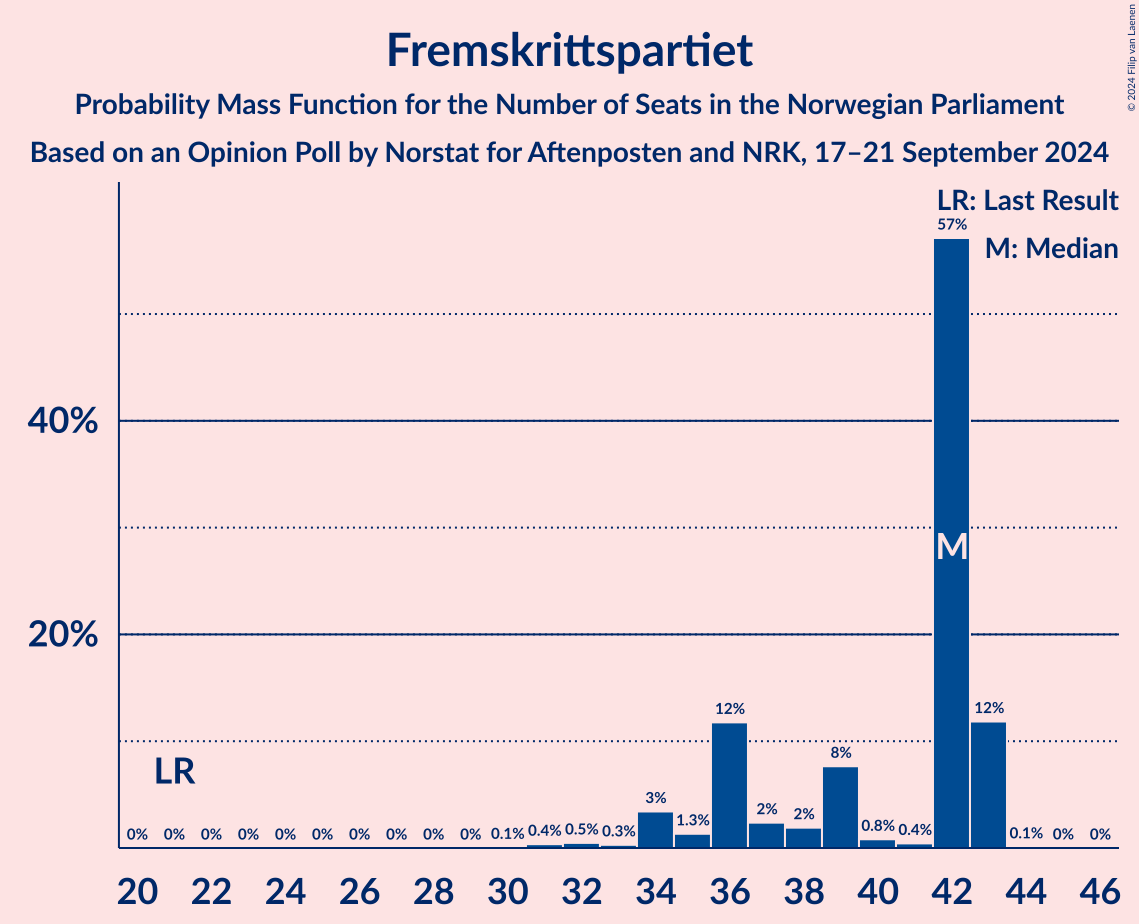 Fremskrittspartiet
Probability Mass Function for the Number of Seats in the Norwegian Parliament
Based on an Opinion Poll by Norstat for Aftenposten and NRK, 17–21 September 2024
© 2024 Filip van Laenen
LR: Last Result
57%
M: Median
40%
M
20%
12% 12%
8%
LR
3% 1.3% 2% 2% 0.8%
0% 0% 0% 0% 0% 0% 0% 0% 0% 0% 0.1% 0.4% 0.5% 0.3% 0.4% 0.1% 0% 0%
20 22 24 26 28 30 32 34 36 38 40 42 44 46